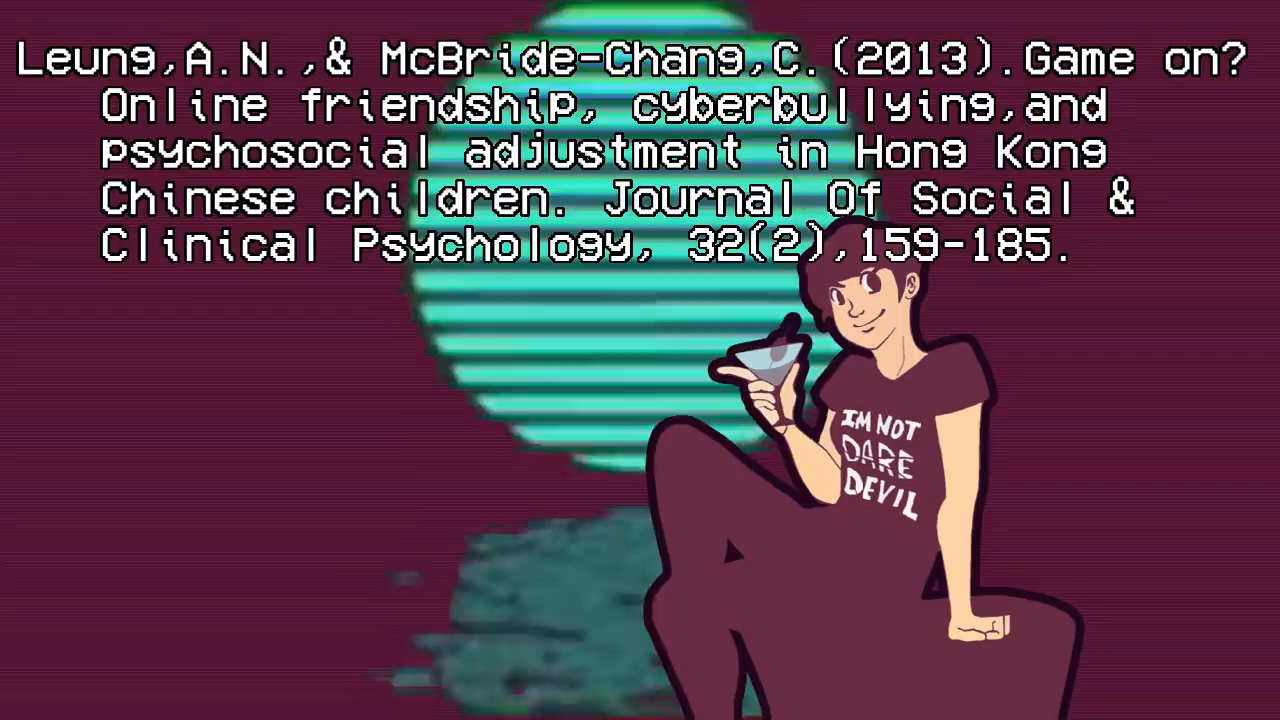 Leung,A.N.,& McBride-Chang,C.(2013).Game on?
Online friendship, cyberbullying,and
psychosocial adjustment in Hong Kong
Chinese children. Journal Of Social &
Clinical Psychology, 32(2),159-185.
IM NOT
DARE
DEVIL